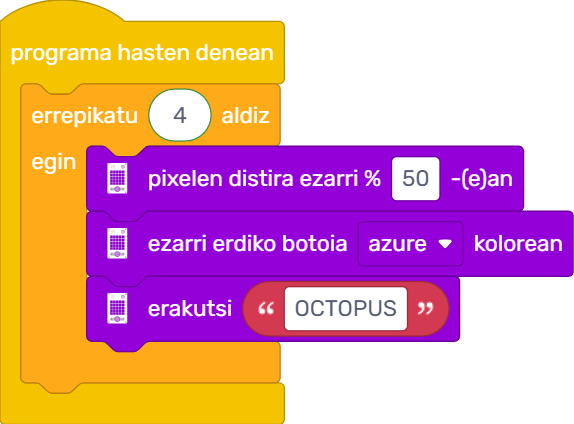 programa hasten denean
errepikatu 4 aldiz
egin
pixelen distira ezarri % 50 -(e)an
ezarri erdiko botoia azure kolorean
erakutsi “ OCTOPUS ”